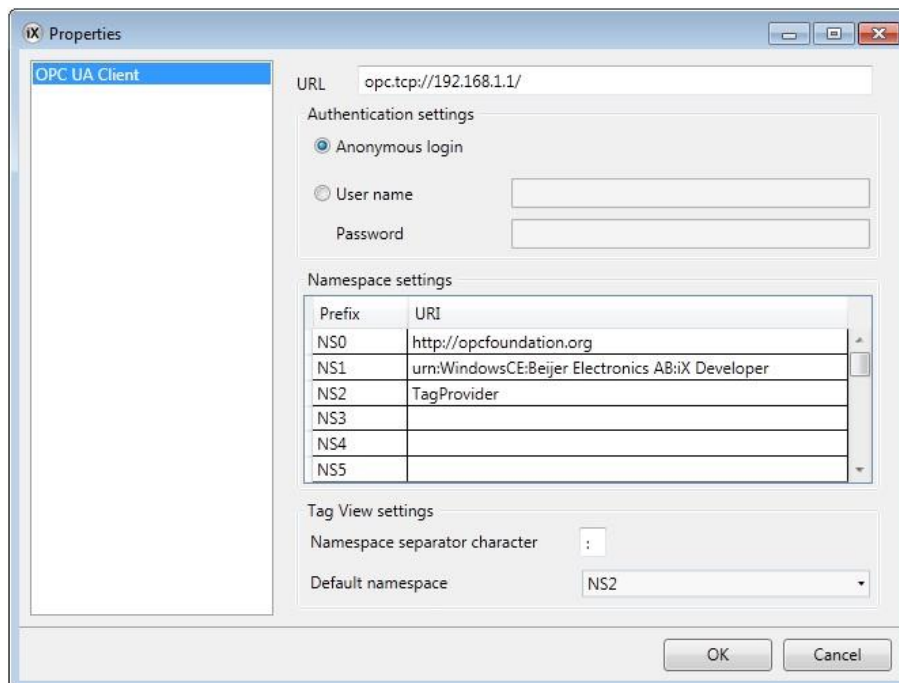 iX Properties
OPC UA Client
URL opc.tcp://192.168.1.1/
Authentication settings
Anonymous login
User name
Password
Namespace settings
Prefix URI
NS0 http://opcfoundation.org
NS1 urn:WindowsCE:Beijer Electronics AB:iX Developer
NS2 TagProvider
NS3
NS4
NS5
Tag View settings
Namespace separator character :
Default namespace NS2
OK Cancel